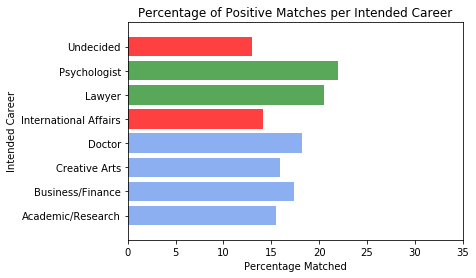 Percentage of Positive Matches per Intended Career
Intended Career
Undecided
Psychologist
Lawyer
International Affairs
Doctor
Creative Arts
Business/Finance
Academic/Research
0 5 10 15 20 25 30 35
Percentage Matched